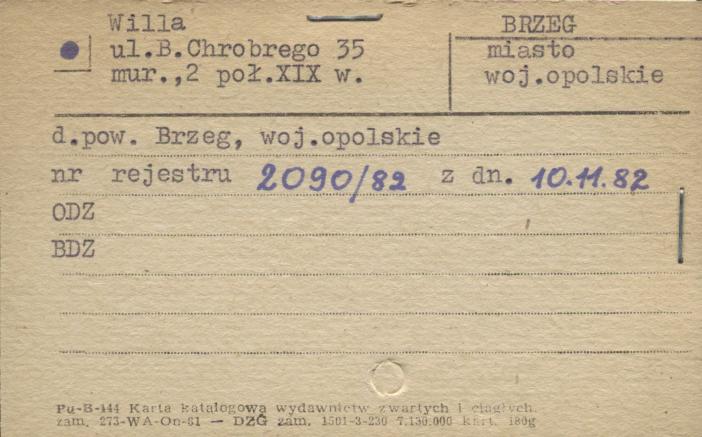 Willa
ul.B.Chrobrego 35
mur.,2 poł.XIX w.
BRZEG
miasto
woj.opolskie
d.pow. Brzeg, woj.opolskie
nr rejestru 2090/82 z dn. 10.11.82
ODZ
BDZ
Pu-B-144 Karta katalogowa wydawnictw zwartych i ciągłych.
zam. 273-WA-On-61 — DZG zam. 1501-3-230 7.130.000 kart. 180g